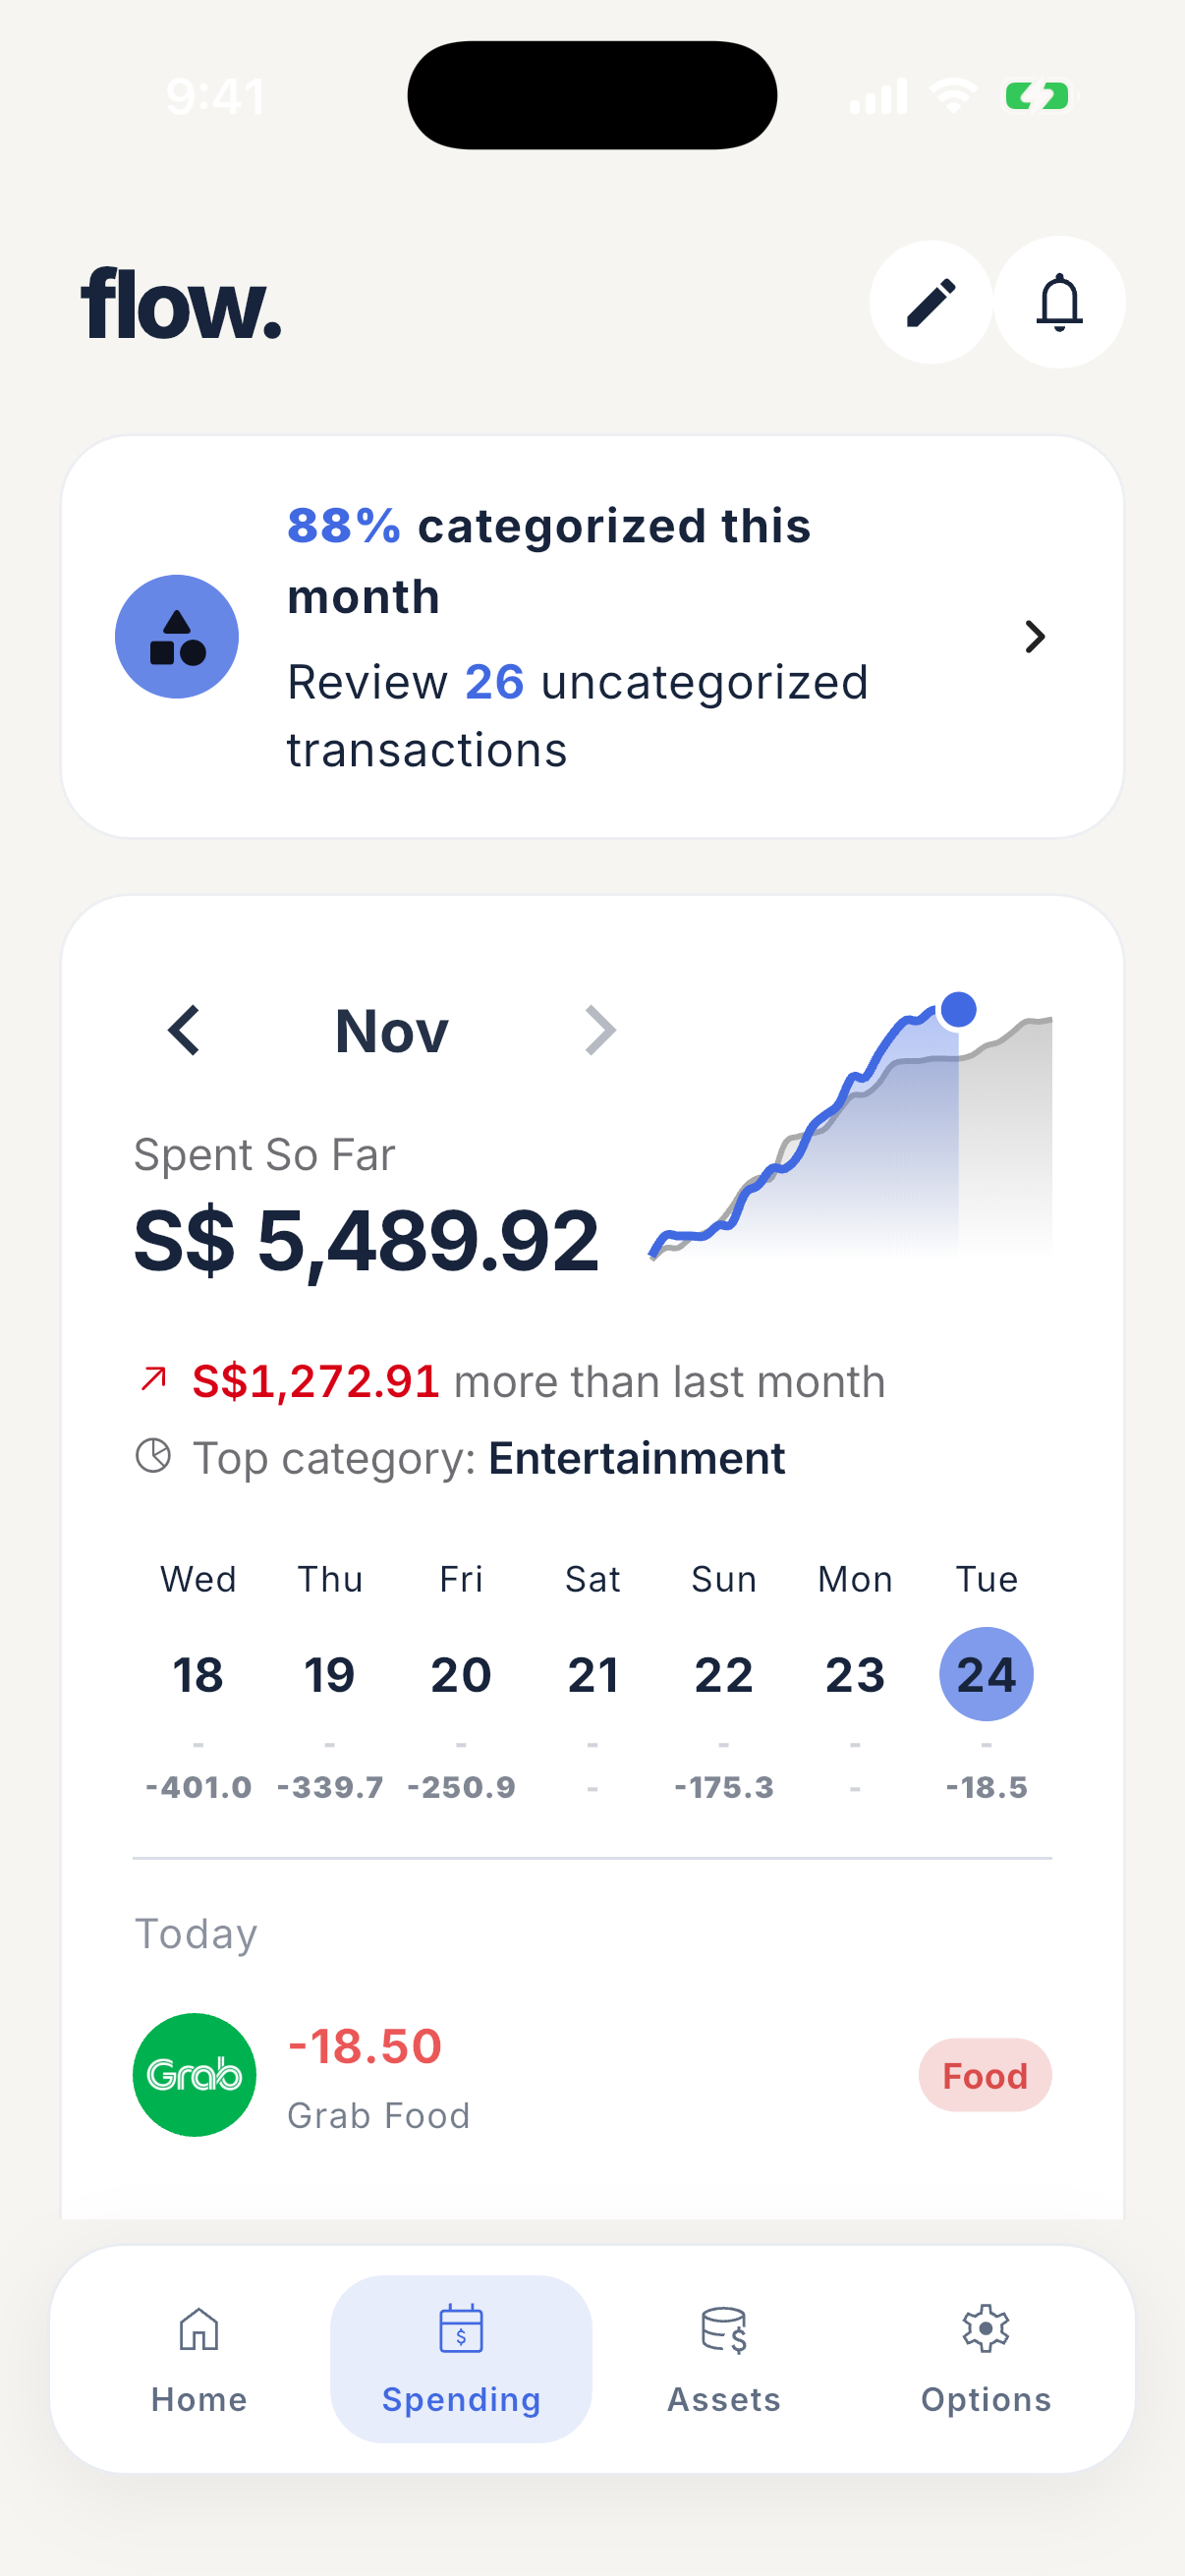 9:41
flow.
88% categorized this
month
Review 26 uncategorized
transactions
Nov
Spent So Far
S$ 5,489.92
S$1,272.91 more than last month
Top category: Entertainment
Wed Thu Fri Sat Sun Mon Tue
18 19 20 21 22 23 24
- - - - - - -
-401.0 -339.7 -250.9 - -175.3 - -18.5
Today
Grab
-18.50
Grab Food
Food
$ $
Home Spending Assets Options